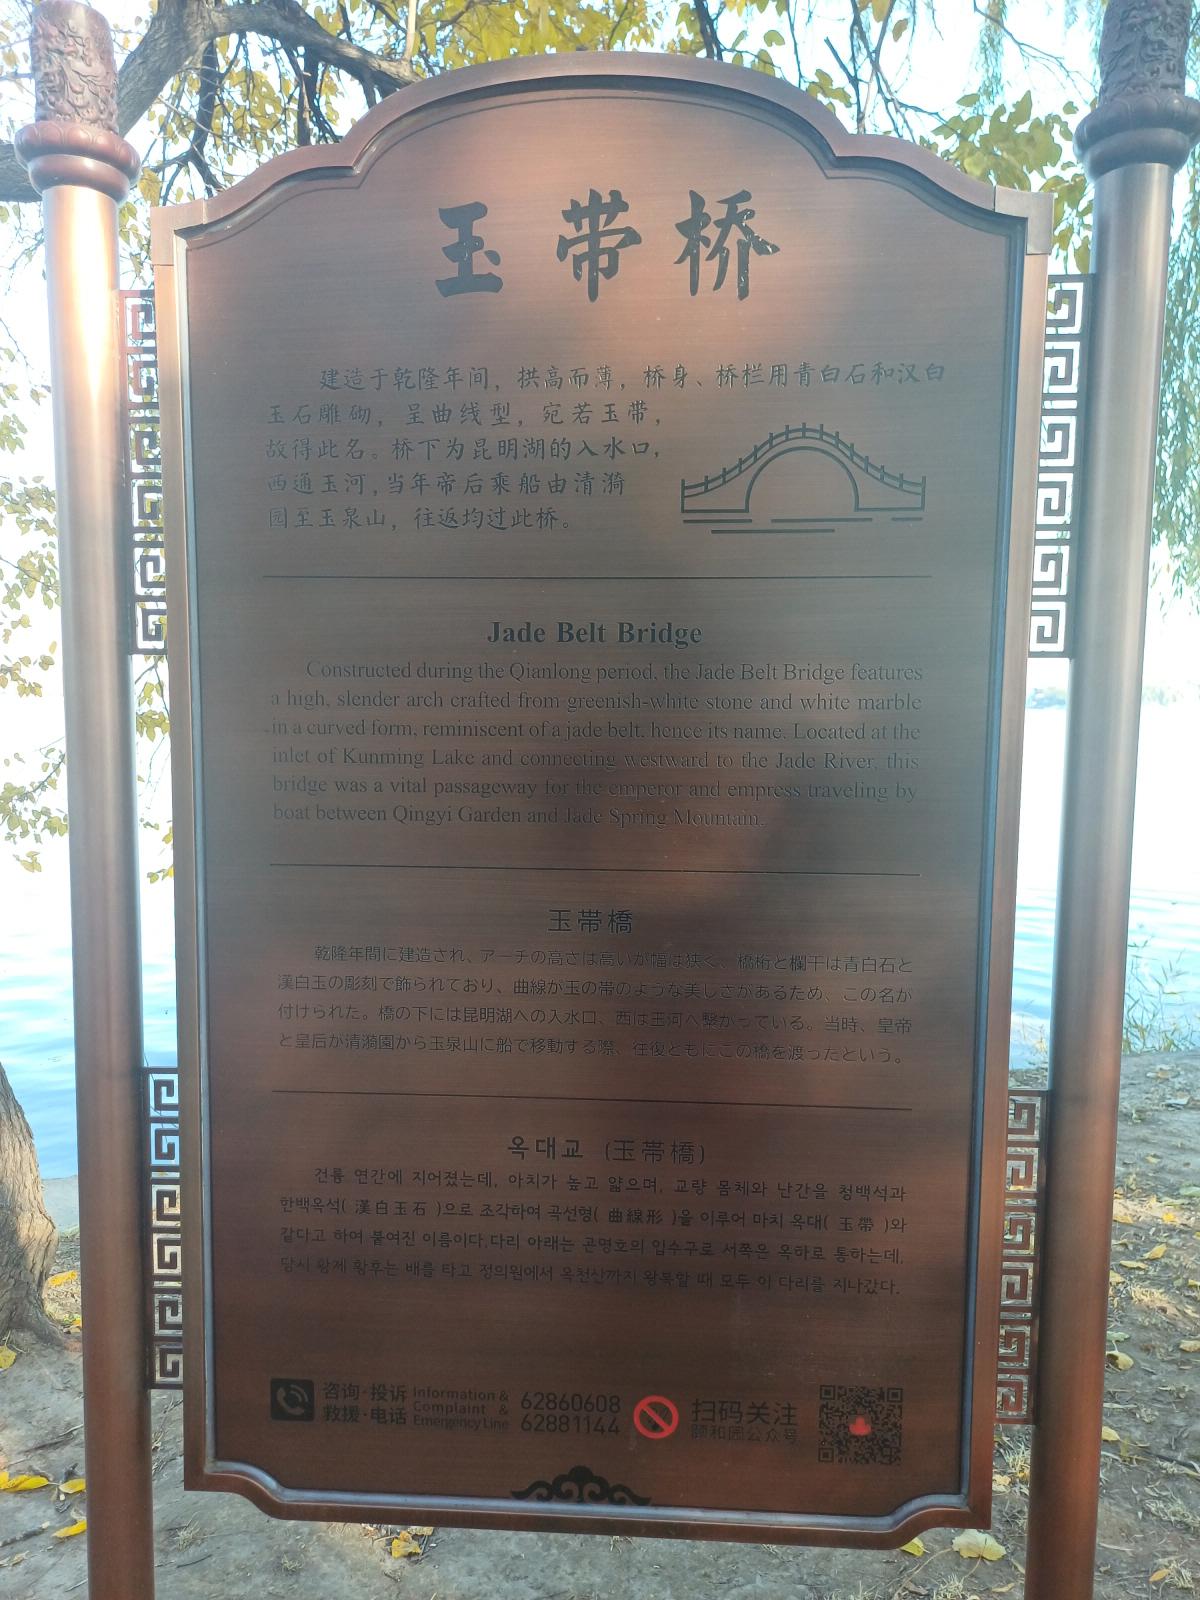 玉带桥
建造于乾隆年间，拱高而薄，桥身、桥栏用青白石和汉白
玉石雕砌，呈曲线型，宛若玉带，
故得此名。桥下为昆明湖的入水口，
西通玉河，当年帝后乘船由清漪
园至玉泉山，往返均过此桥。
Jade Belt Bridge
Constructed during the Qianlong period, the Jade Belt Bridge features
a high, slender arch crafted from greenish-white stone and white marble
in a curved form, reminiscent of a jade belt, hence its name. Located at the
inlet of Kunming Lake and connecting westward to the Jade River, this
bridge was a vital passageway for the emperor and empress traveling by
boat between Qingyi Garden and Jade Spring Mountain.
玉帯橋
乾隆年間に建造され、アーチの高さは高いが幅は狭く、橋桁と欄干は青白石と
漢白玉の彫刻で飾られており、曲線が玉の帯のような美しさがあるため、この名が
付けられた。橋の下には昆明湖への入水口、西は玉河へ繋がっている。当時、皇帝
と皇后が清漪園から玉泉山に船で移動する際、往復ともにこの橋を渡ったという。
옥대교 (玉帯橋)
건륭 연간에 지어졌는데, 아치가 높고 얇으며, 교량 몸체와 난간을 청백석과
한백옥석( 漢白玉石 )으로 조각하여 곡선형( 曲線形 )을 이루어 마치 옥대( 玉帶 )와
같다고 하여 붙여진 이름이다.다리 아래는 곤명호의 입수구로 서쪽은 옥하로 통하는데,
당시 황제 황후는 배를 타고 청의원에서 옥천산까지 왕복할 때 모두 이 다리를 지나갔다.
咨询·投诉 Information & 62860608
救援·电话 Complaint & Emergency Line 62881144
扫码关注
颐和园公众号